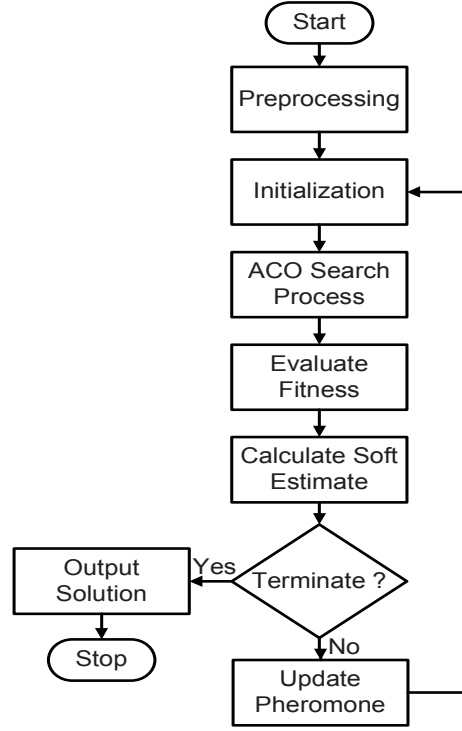 Start
Preprocessing
Initialization
ACO Search
Process
Evaluate
Fitness
Calculate Soft
Estimate
Terminate ?
Yes
Output
Solution
Stop
No
Update
Pheromone